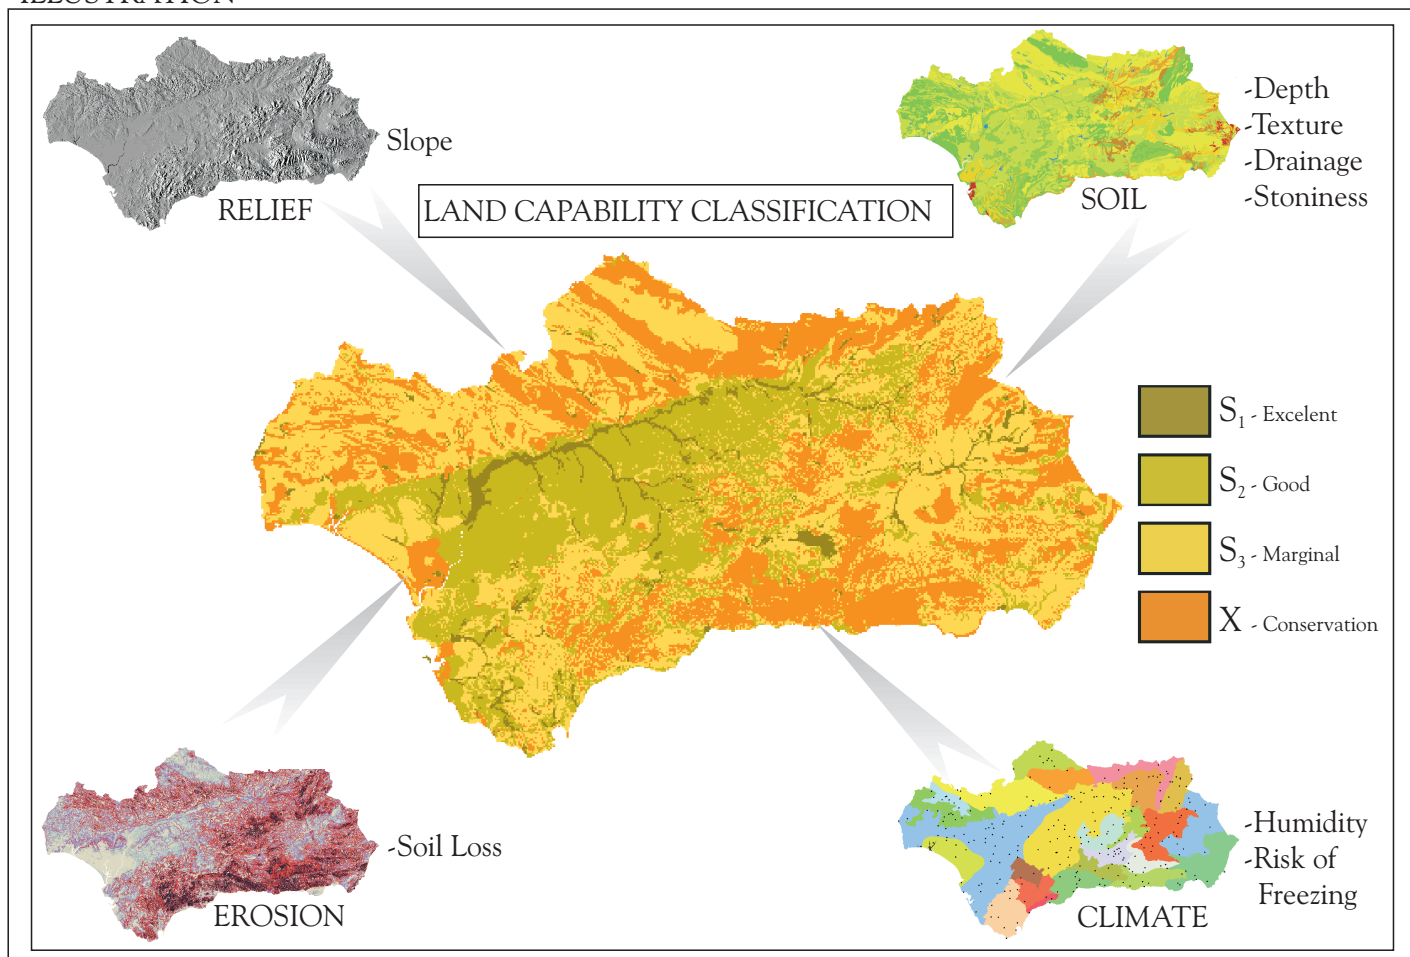 ILLUSTRATION
Slope
RELIEF
LAND CAPABILITY CLASSIFICATION
SOIL
-Depth
-Texture
-Drainage
-Stoniness
S₁ - Excelent
S₂ - Good
S₃ - Marginal
X - Conservation
-Soil Loss
EROSION
CLIMATE
-Humidity
-Risk of
Freezing